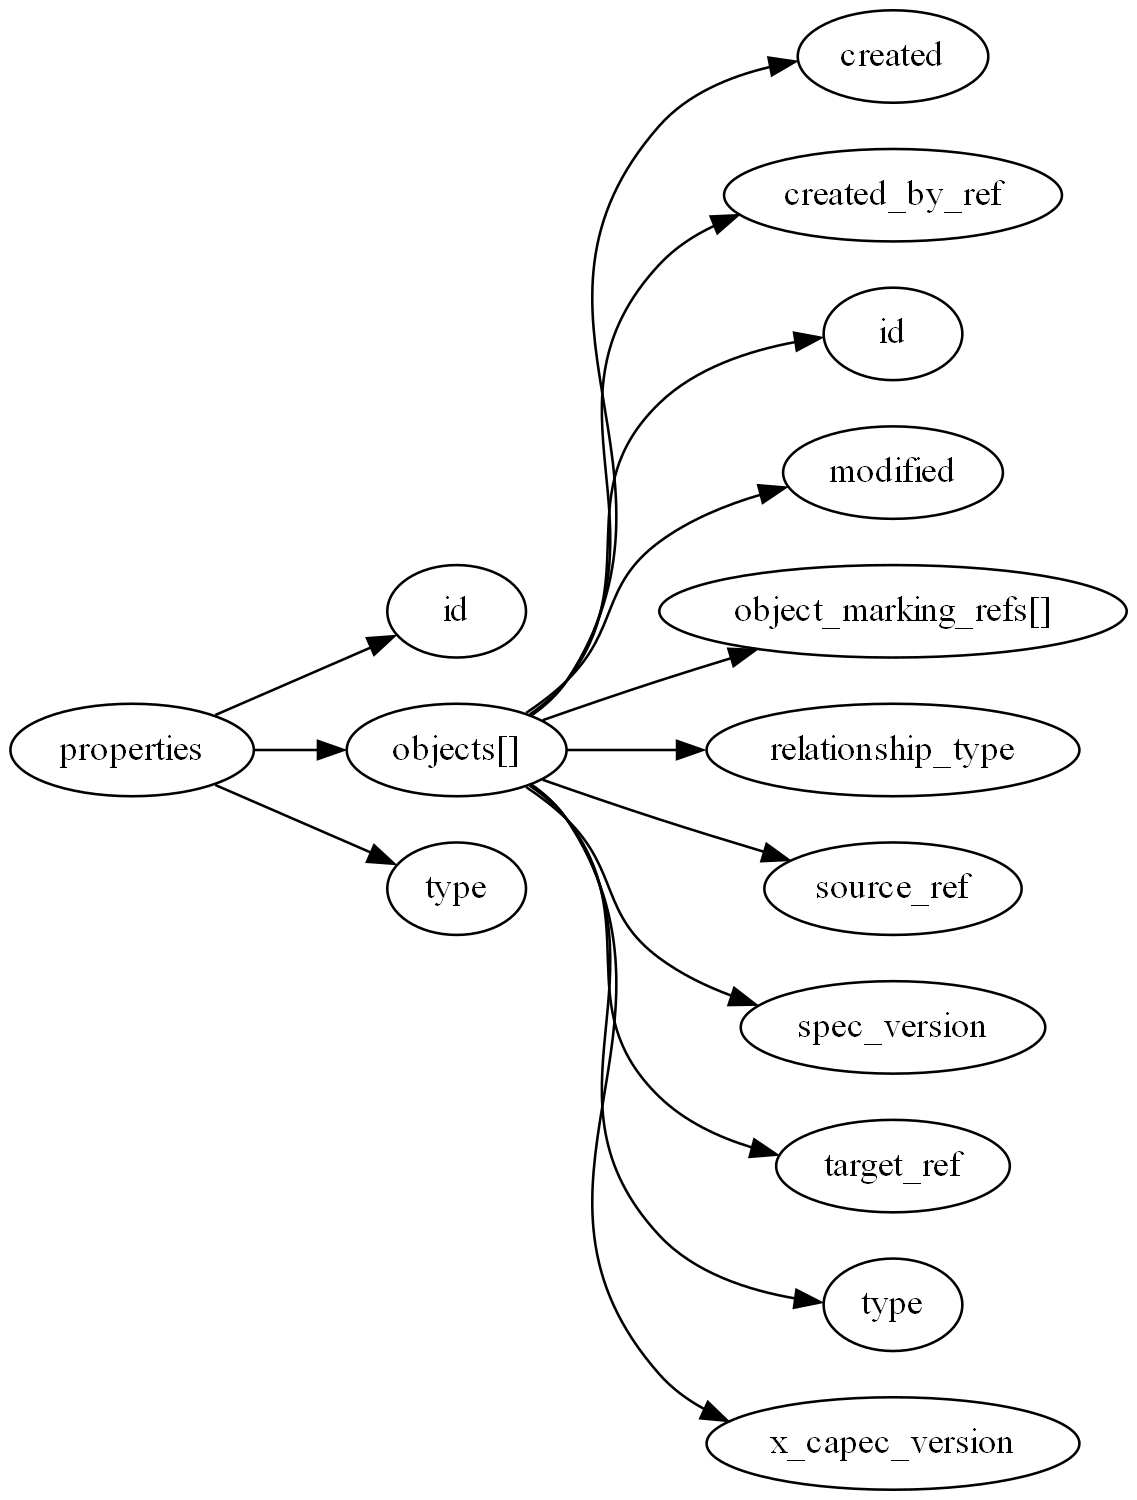 properties
id
objects[]
type
created
created_by_ref
id
modified
object_marking_refs[]
relationship_type
source_ref
spec_version
target_ref
type
x_capec_version